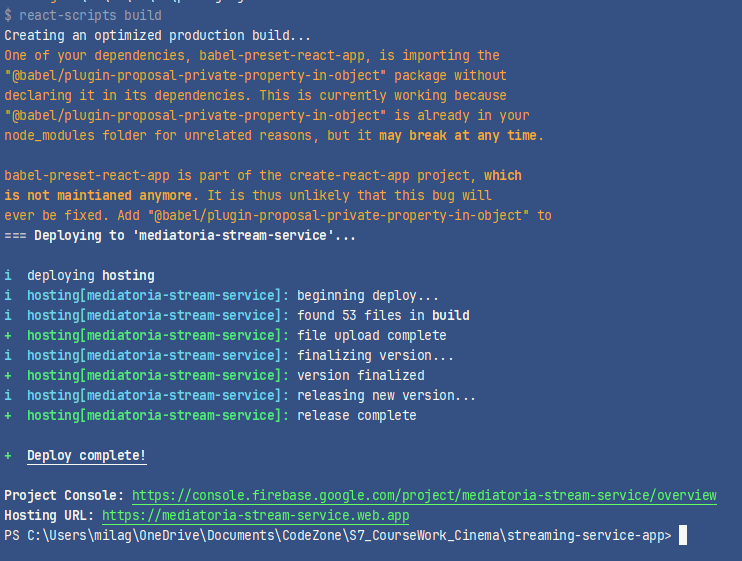 $ react-scripts build
Creating an optimized production build...
One of your dependencies, babel-preset-react-app, is importing the
"@babel/plugin-proposal-private-property-in-object" package without
declaring it in its dependencies. This is currently working because
"@babel/plugin-proposal-private-property-in-object" is already in your
node_modules folder for unrelated reasons, but it may break at any time.
babel-preset-react-app is part of the create-react-app project, which
is not maintianed anymore. It is thus unlikely that this bug will
ever be fixed. Add "@babel/plugin-proposal-private-property-in-object" to
=== Deploying to 'mediatoria-stream-service'...
i  deploying hosting
i  hosting[mediatoria-stream-service]: beginning deploy...
i  hosting[mediatoria-stream-service]: found 53 files in build
+  hosting[mediatoria-stream-service]: file upload complete
i  hosting[mediatoria-stream-service]: finalizing version...
+  hosting[mediatoria-stream-service]: version finalized
i  hosting[mediatoria-stream-service]: releasing new version...
+  hosting[mediatoria-stream-service]: release complete
+  Deploy complete!
Project Console: https://console.firebase.google.com/project/mediatoria-stream-service/overview
Hosting URL: https://mediatoria-stream-service.web.app
PS C:\Users\milag\OneDrive\Documents\CodeZone\S7_CourseWork_Cinema\streaming-service-app>